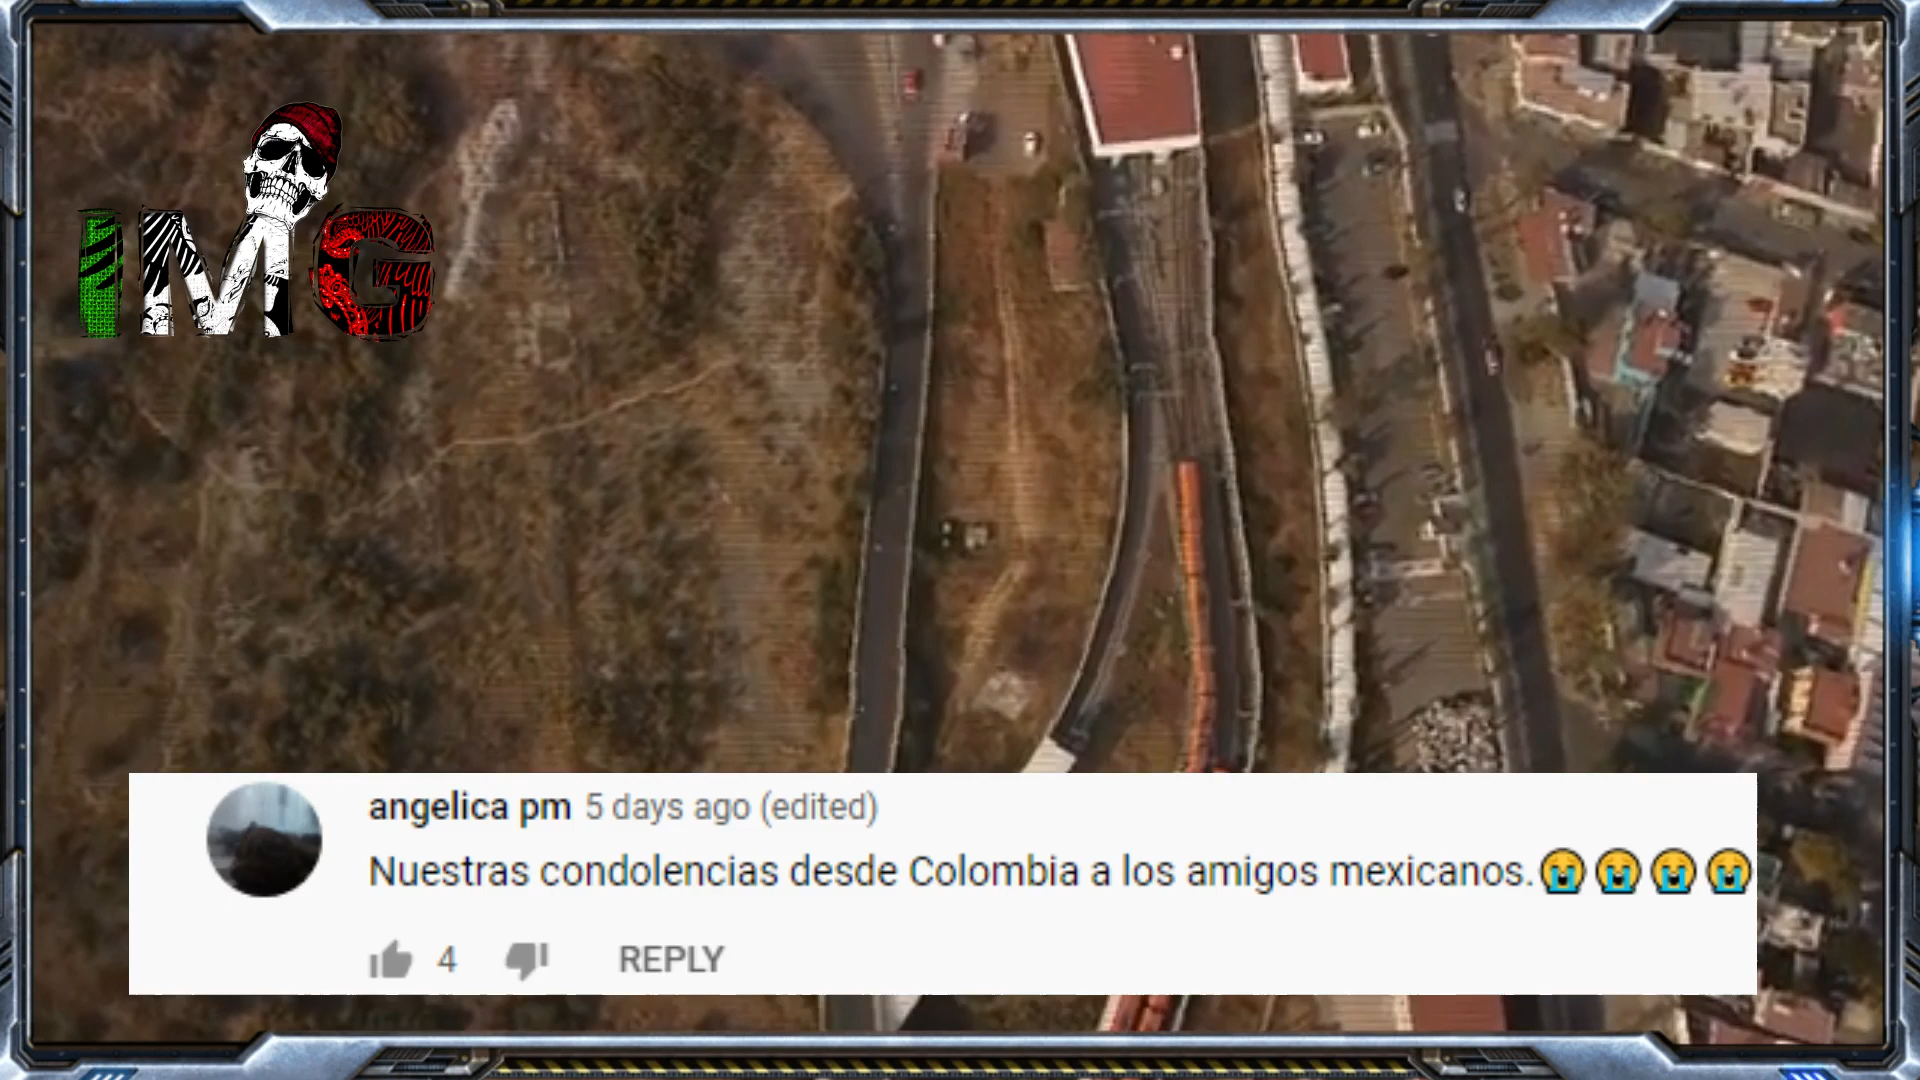 IMG
angelica pm 5 days ago (edited)
Nuestras condolencias desde Colombia a los amigos mexicanos.😭😭😭😭
4 REPLY